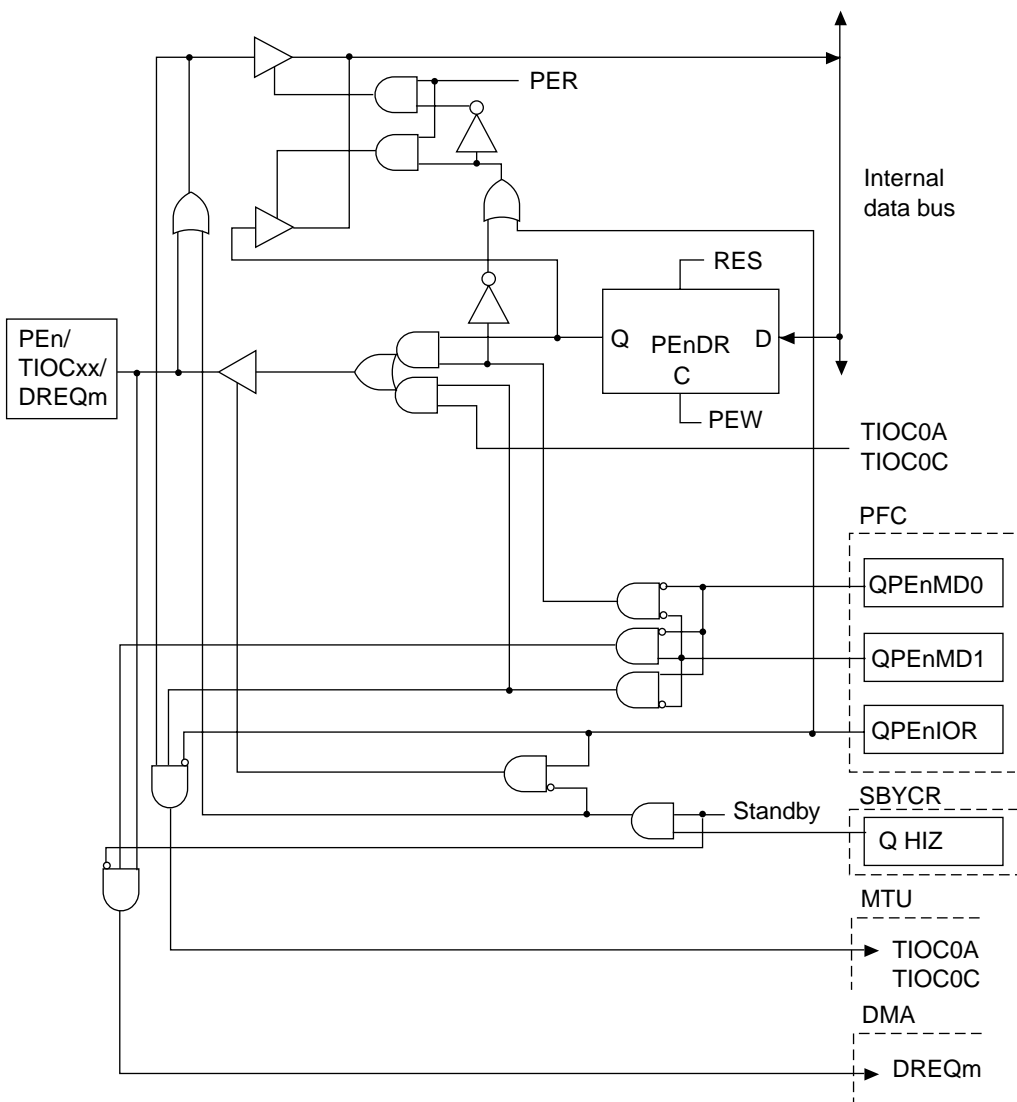 PER
Internal
data bus
RES
PEn/
TIOCxx/
DREQm
Q PEnDR D
C
PEW
TIOC0A
TIOC0C
PFC
QPEnMD0
QPEnMD1
QPEnIOR
SBYCR
Standby
Q HIZ
MTU
TIOC0A
TIOC0C
DMA
DREQm